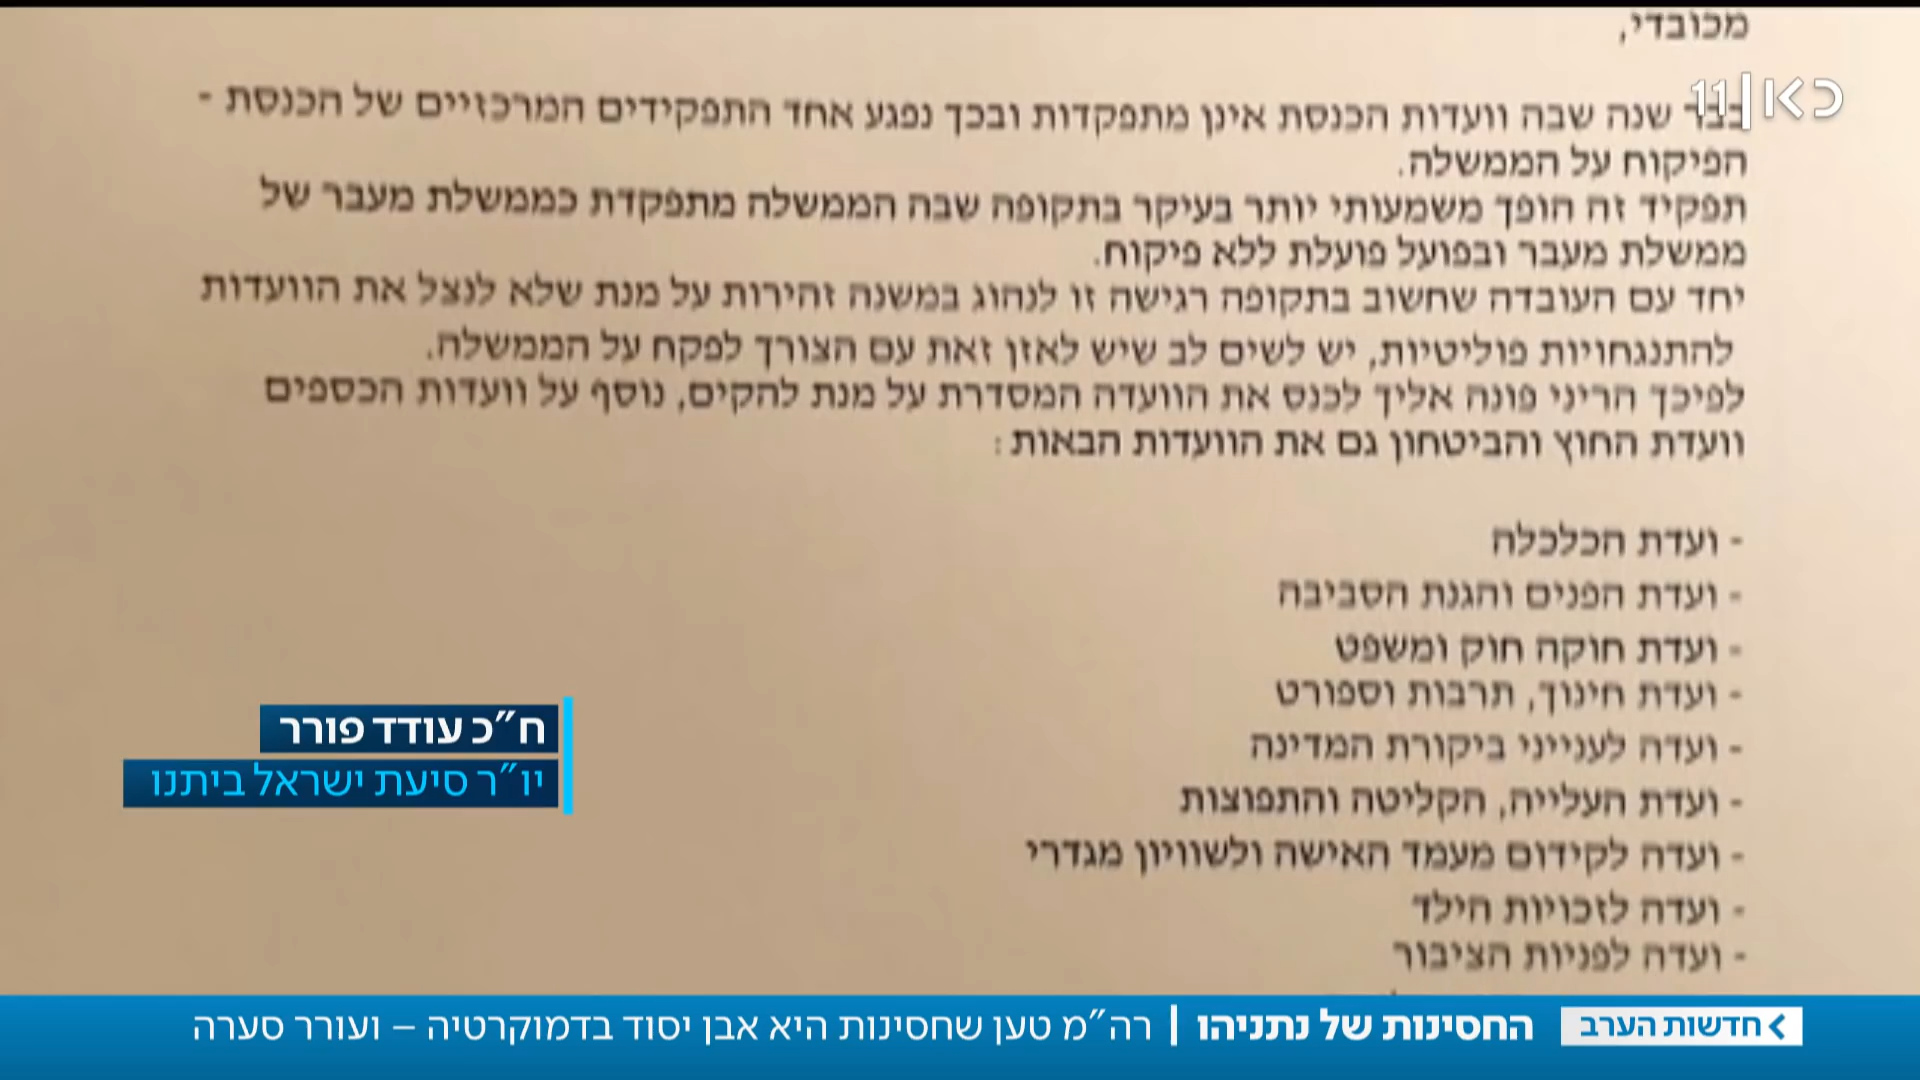 מכובדי,
כאן 11
כבר שנה שבה וועדות הכנסת אינן מתפקדות ובכך נפגע אחד התפקידים המרכזיים של הכנסת -
הפיקוח על הממשלה.
תפקיד זה הופך משמעותי יותר בעיקר בתקופה שבה הממשלה מתפקדת כממשלת מעבר של
ממשלת מעבר ובפועל פועלת ללא פיקוח.
יחד עם העובדה שחשוב בתקופה רגישה זו לנהוג במשנה זהירות על מנת שלא לנצל את הוועדות
להתנגחויות פוליטיות, יש לשים לב שיש לאזן זאת עם הצורך לפקח על הממשלה.
לפיכך הריני פונה אליך לכנס את הוועדה המסדרת על מנת להקים, נוסף על וועדות הכספים
וועדת החוץ והביטחון גם את הוועדות הבאות:
- ועדת הכלכלה
- ועדת הפנים והגנת הסביבה
- ועדת חוקה חוק ומשפט
- ועדת חינוך, תרבות וספורט
- ועדה לענייני ביקורת המדינה
- ועדת העלייה, הקליטה והתפוצות
- ועדה לקידום מעמד האישה ולשוויון מגדרי
- ועדה לזכויות הילד
- ועדה לפניות הציבור
ח"כ עודד פורר
יו"ר סיעת ישראל ביתנו
חדשות הערב
החסינות של נתניהו | רה"מ טען שחסינות היא אבן יסוד בדמוקרטיה – ועורר סערה